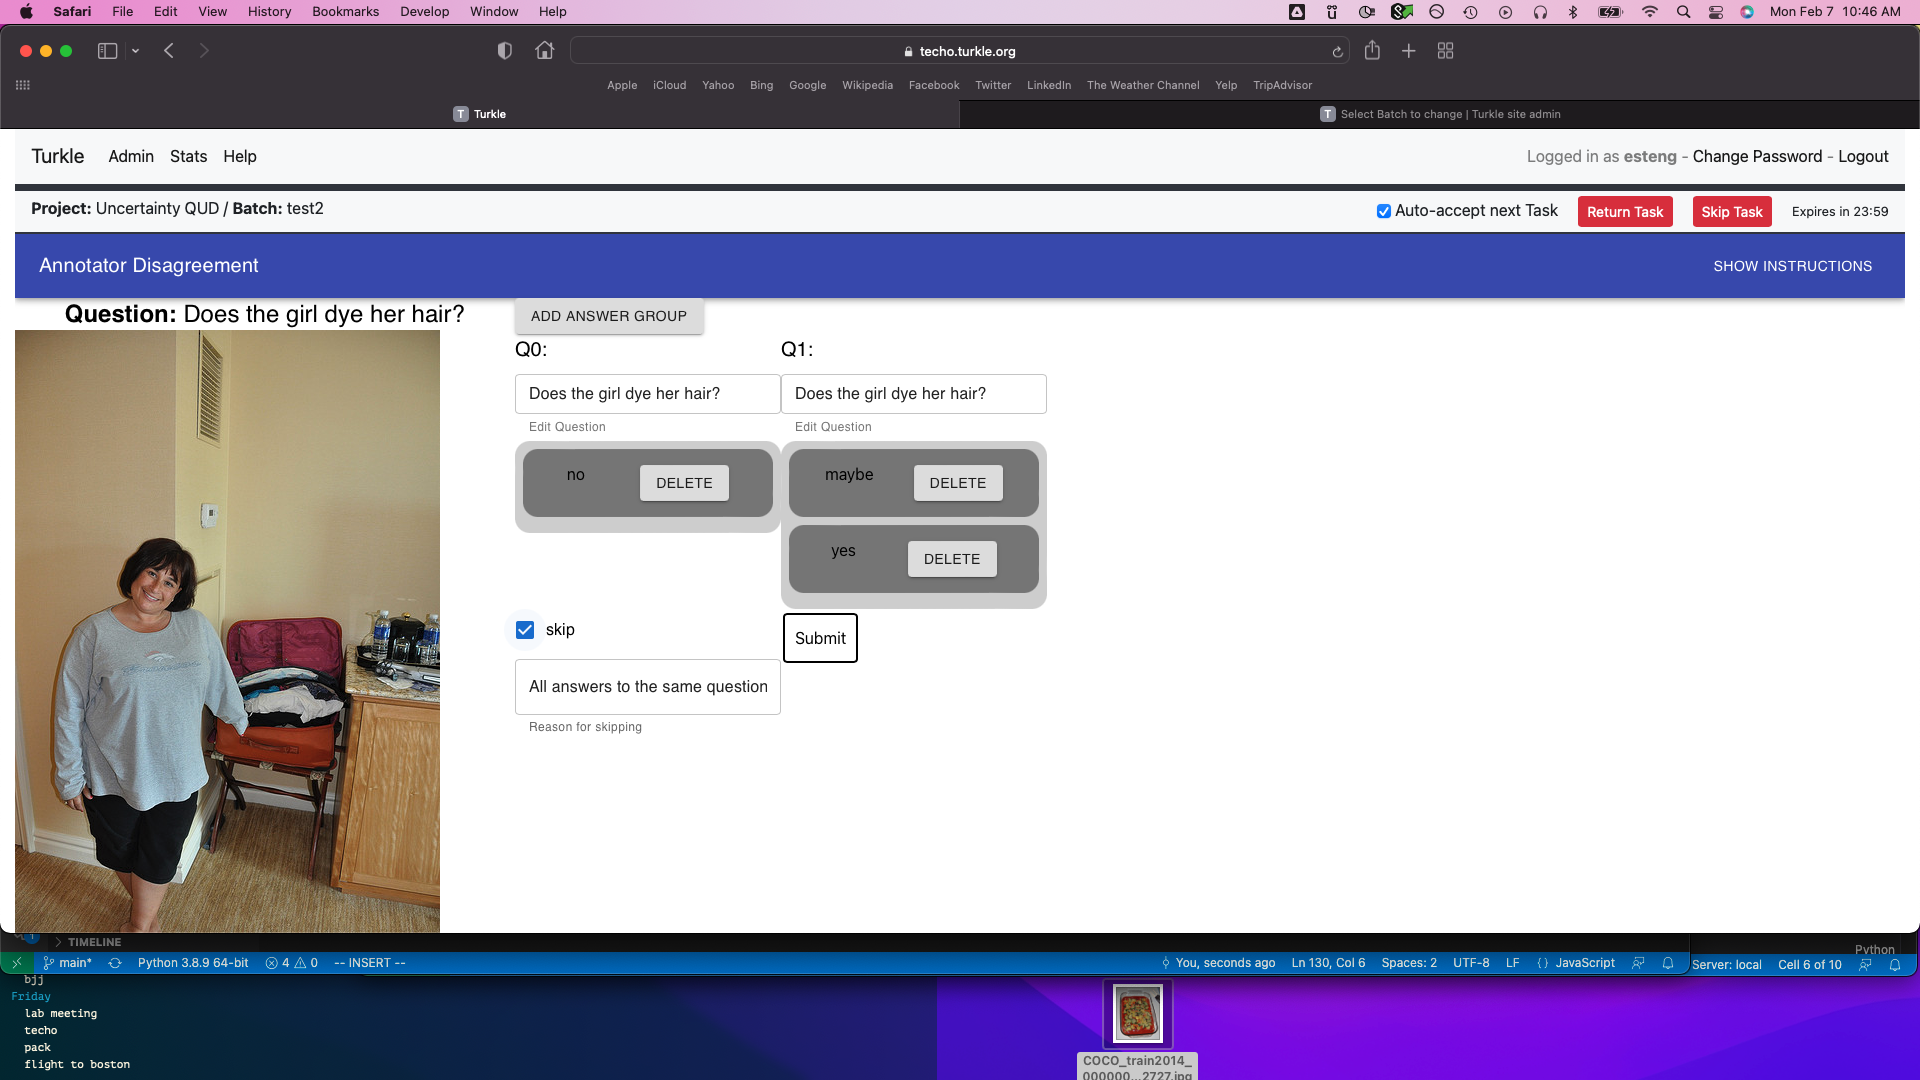 Safari File Edit View History Bookmarks Develop Window Help Mon Feb 7 10:46 AM
techo.turkle.org
Apple iCloud Yahoo Bing Google Wikipedia Facebook Twitter LinkedIn The Weather Channel Yelp TripAdvisor
T Turkle T Select Batch to change | Turkle site admin
Turkle Admin Stats Help Logged in as esteng - Change Password - Logout
Project: Uncertainty QUD / Batch: test2 Auto-accept next Task Return Task Skip Task Expires in 23:59
Annotator Disagreement SHOW INSTRUCTIONS
Question: Does the girl dye her hair? ADD ANSWER GROUP
Q0: Q1:
Does the girl dye her hair? Does the girl dye her hair?
Edit Question Edit Question
no DELETE maybe DELETE
yes DELETE
skip Submit
All answers to the same question
Reason for skipping
TIMELINE
Python
main* Python 3.8.9 64-bit 4 0 -- INSERT -- You, seconds ago Ln 130, Col 6 Spaces: 2 UTF-8 LF {} JavaScript Server: local Cell 6 of 10
bjj
Friday
lab meeting
techo
pack
flight to boston
COCO_train2014_
000000...2727.jpg